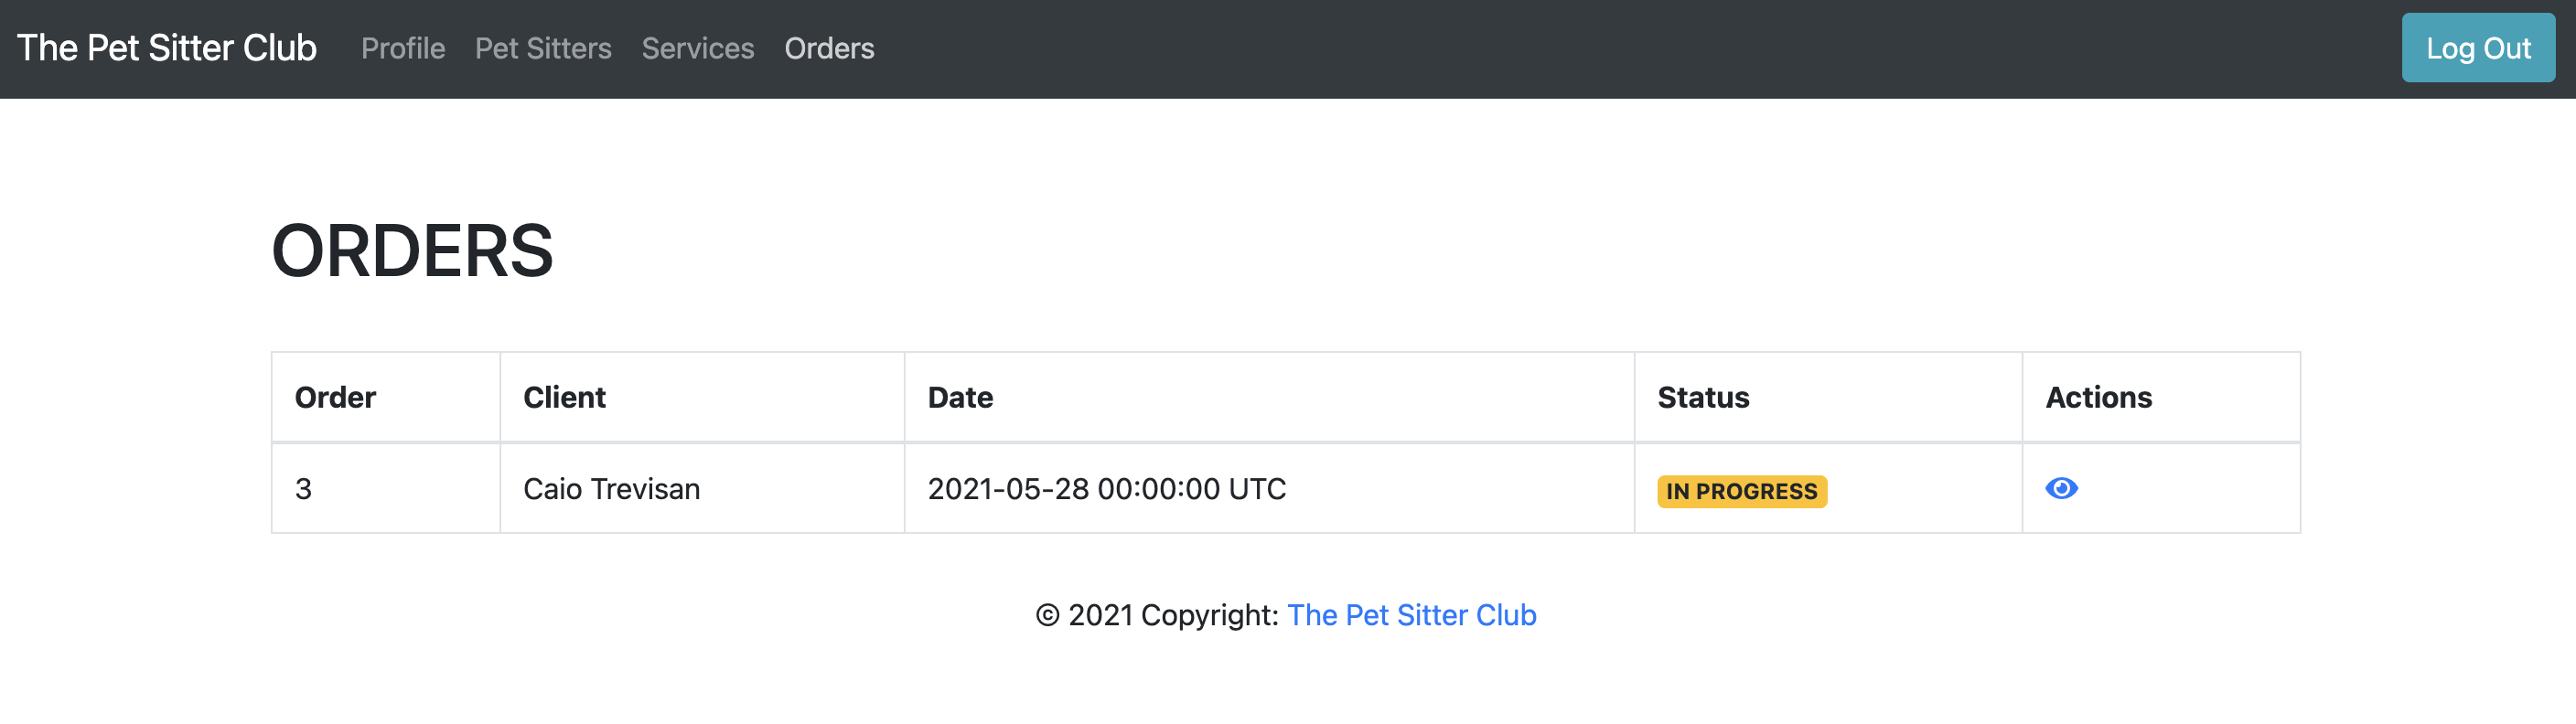 The Pet Sitter Club Profile Pet Sitters Services Orders Log Out
ORDERS
Order Client Date Status Actions
3 Caio Trevisan 2021-05-28 00:00:00 UTC IN PROGRESS
© 2021 Copyright: The Pet Sitter Club